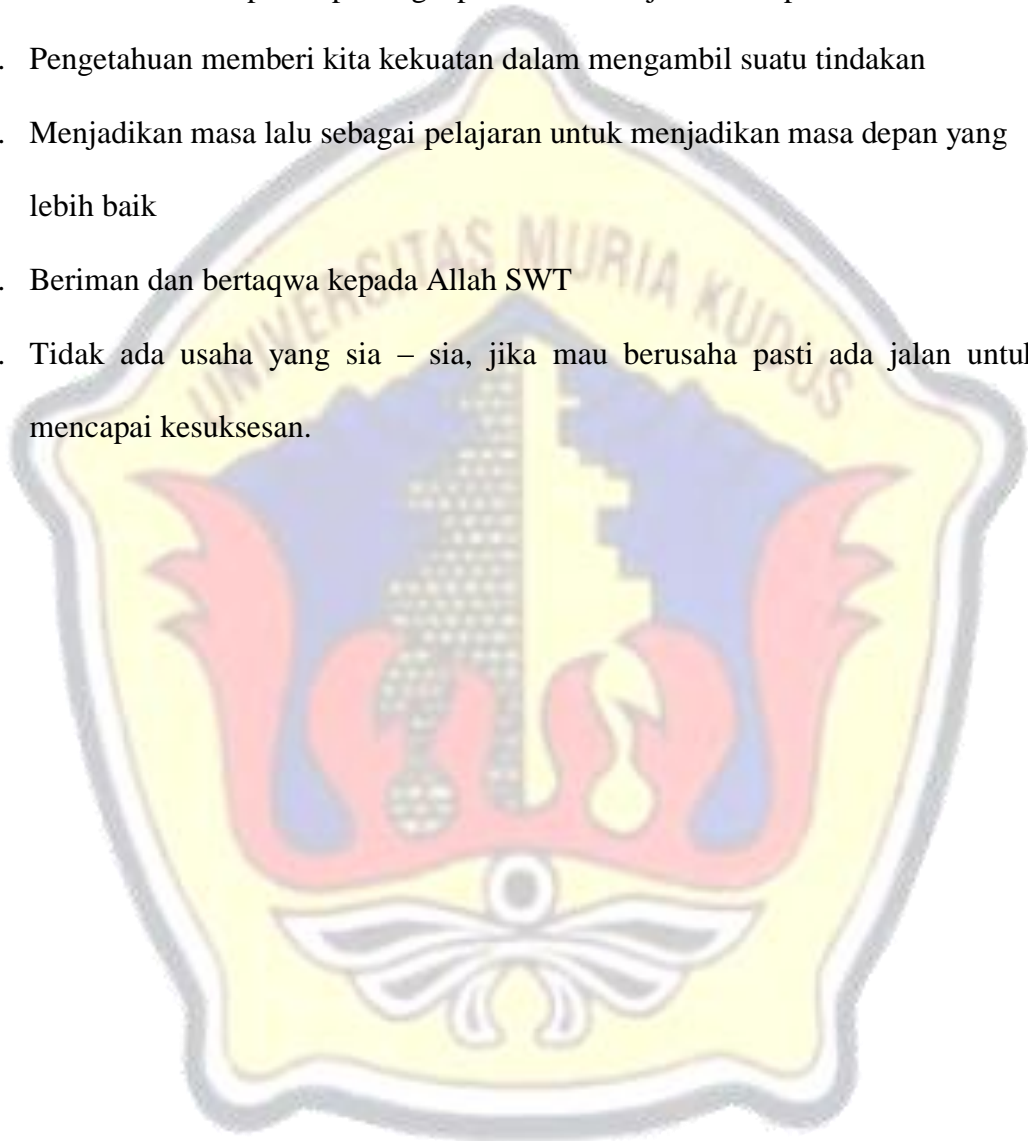 . Pengetahuan memberi kita kekuatan dalam mengambil suatu tindakan
. Menjadikan masa lalu sebagai pelajaran untuk menjadikan masa depan yang
lebih baik
. Beriman dan bertaqwa kepada Allah SWT
. Tidak ada usaha yang sia – sia, jika mau berusaha pasti ada jalan untuk
mencapai kesuksesan.
UNIVERSITAS MURIA KUDUS